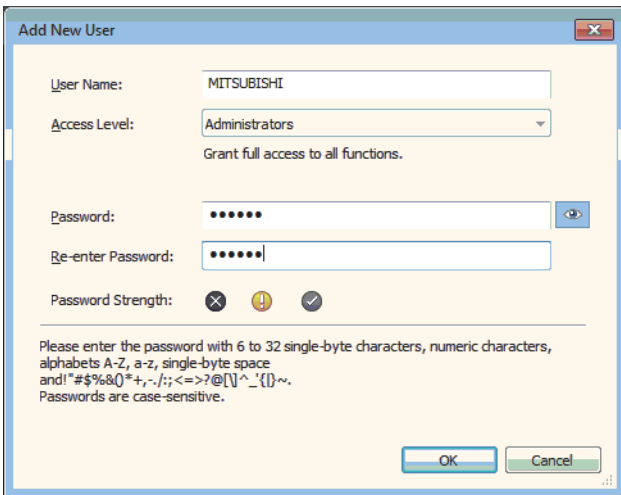 Add New User
User Name: MITSUBISHI
Access Level: Administrators
Grant full access to all functions.
Password: ••••••
Re-enter Password: ••••••
Password Strength:
Please enter the password with 6 to 32 single-byte characters, numeric characters,
alphabets A-Z, a-z, single-byte space
and!"#$%&()*+,-./:;<=>?@[\]^_'{|}~.
Passwords are case-sensitive.
OK Cancel